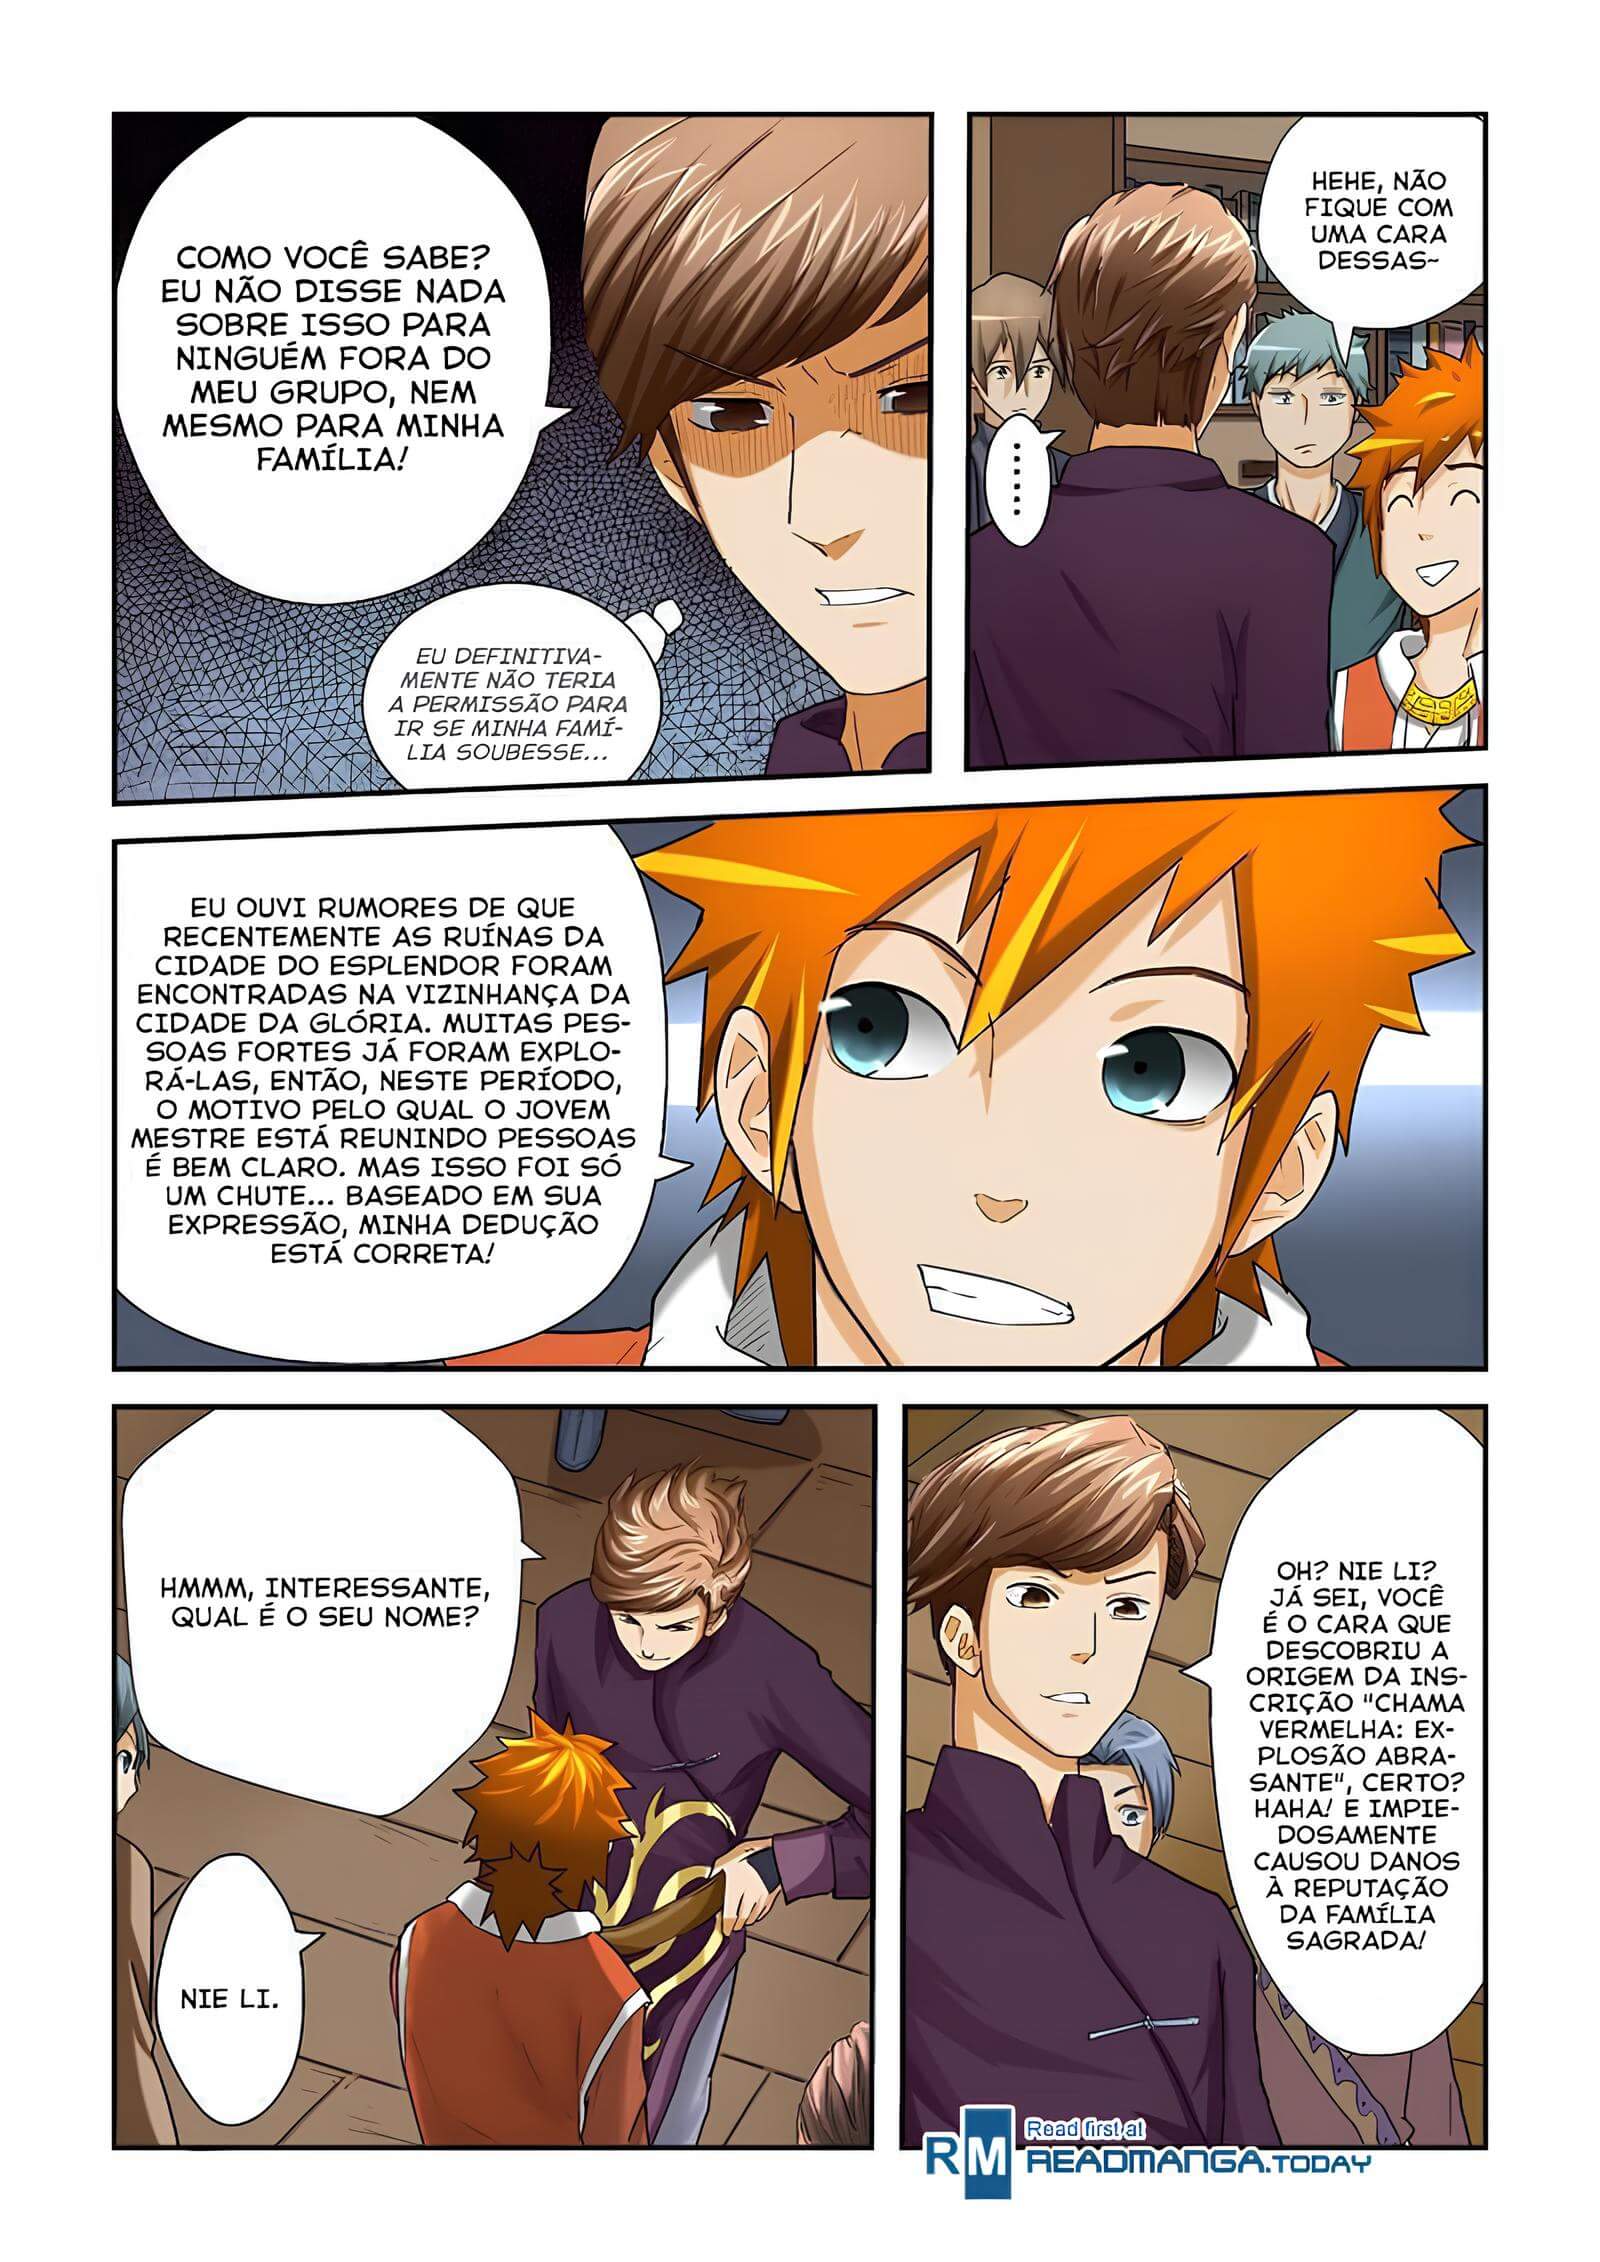 COMO VOCÊ SABE?
EU NÃO DISSE NADA
SOBRE ISSO PARA
NINGUÉM FORA DO
MEU GRUPO, NEM
MESMO PARA MINHA
FAMÍLIA!
EU DEFINITIVA-
MENTE NÃO TERIA
A PERMISSÃO PARA
IR SE MINHA FAMÍ-
LIA SOUBESSE...
HEHE, NÃO
FIQUE COM
UMA CARA
DESSAS~
......
EU OUVI RUMORES DE QUE
RECENTEMENTE AS RUÍNAS DA
CIDADE DO ESPLENDOR FORAM
ENCONTRADAS NA VIZINHANÇA DA
CIDADE DA GLÓRIA. MUITAS PES-
SOAS FORTES JÁ FORAM EXPLO-
RÁ-LAS, ENTÃO, NESTE PERÍODO,
O MOTIVO PELO QUAL O JOVEM
MESTRE ESTÁ REUNINDO PESSOAS
É BEM CLARO. MAS ISSO FOI SÓ
UM CHUTE... BASEADO EM SUA
EXPRESSÃO, MINHA DEDUÇÃO
ESTÁ CORRETA!
HMMM, INTERESSANTE,
QUAL É O SEU NOME?
NIE LI.
OH? NIE LI?
JÁ SEI, VOCÊ
É O CARA QUE
DESCOBRIU A
ORIGEM DA INS-
CRIÇÃO "CHAMA
VERMELHA: EX-
PLOSÃO ABRA-
SANTE", CERTO?
HAHA! E IMPIE-
DOSAMENTE
CAUSOU DANOS
À REPUTAÇÃO
DA FAMÍLIA
SAGRADA!
RM Read first at
READMANGA.TODAY